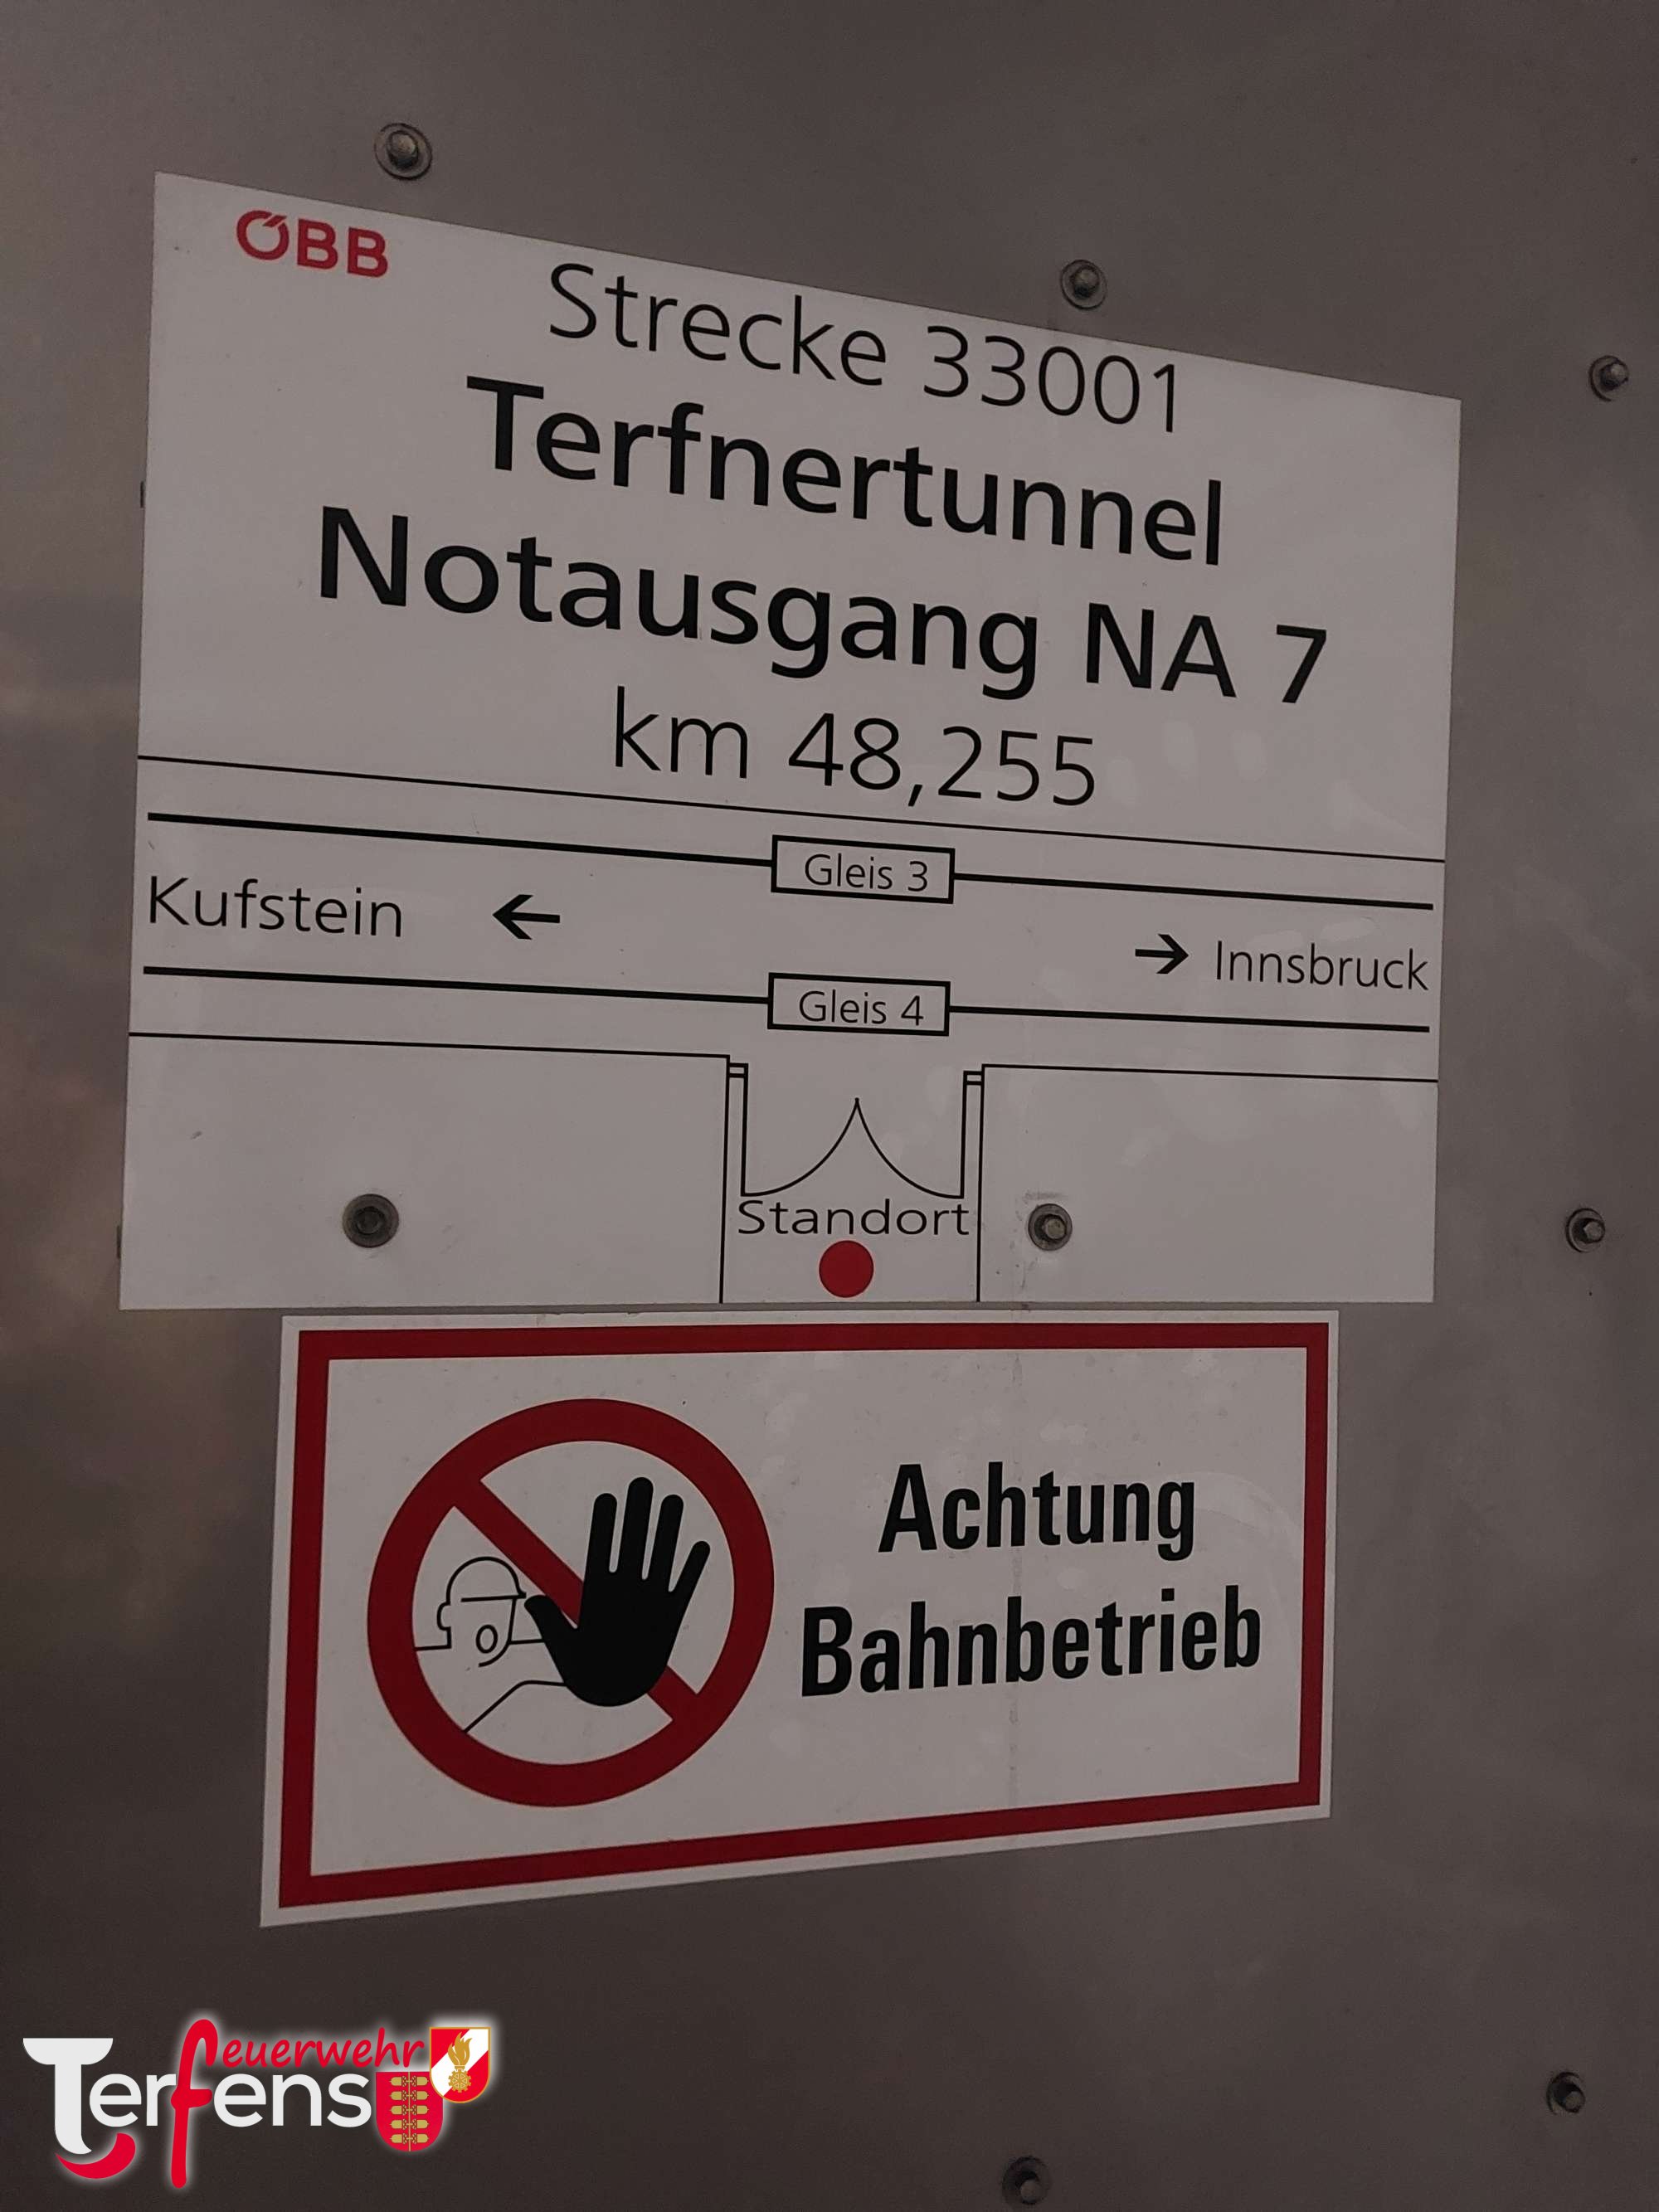 ÖBB
Strecke 33001
Terfnertunnel
Notausgang NA 7
km 48,255
Gleis 3
Kufstein ←
→ Innsbruck
Gleis 4
Standort
Achtung
Bahnbetrieb
feuerwehr
Terfens